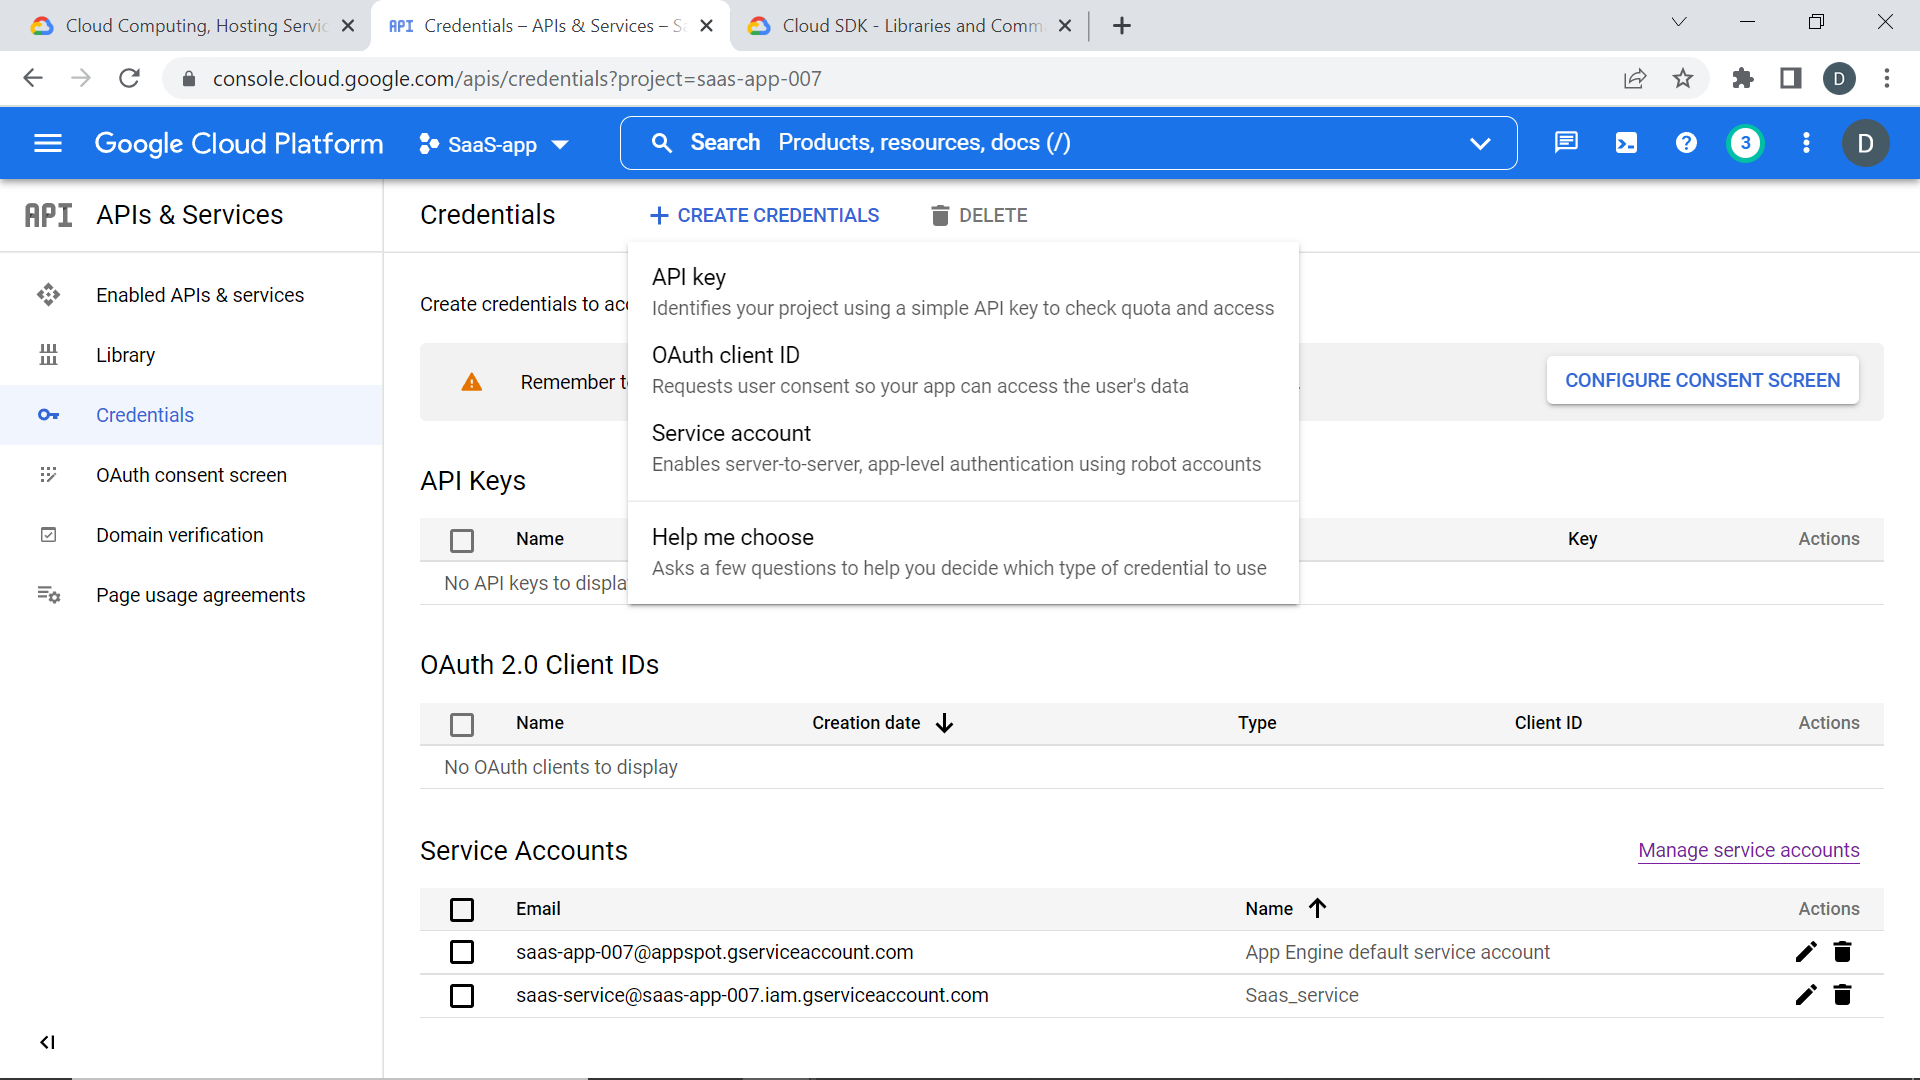 Cloud Computing, Hosting Servic
API Credentials – APIs & Services – Sa
Cloud SDK - Libraries and Comma
console.cloud.google.com/apis/credentials?project=saas-app-007
D
Google Cloud Platform
SaaS-app
Search Products, resources, docs (/)
3
D
API APIs & Services
Credentials
CREATE CREDENTIALS
DELETE
Enabled APIs & services
Library
Credentials
OAuth consent screen
Domain verification
Page usage agreements
Create credentials to acc
Remember t
CONFIGURE CONSENT SCREEN
API key
Identifies your project using a simple API key to check quota and access
OAuth client ID
Requests user consent so your app can access the user's data
Service account
Enables server-to-server, app-level authentication using robot accounts
Help me choose
Asks a few questions to help you decide which type of credential to use
API Keys
Name Key Actions
No API keys to displa
OAuth 2.0 Client IDs
Name Creation date Type Client ID Actions
No OAuth clients to display
Service Accounts
Manage service accounts
Email Name Actions
saas-app-007@appspot.gserviceaccount.com App Engine default service account
saas-service@saas-app-007.iam.gserviceaccount.com Saas_service